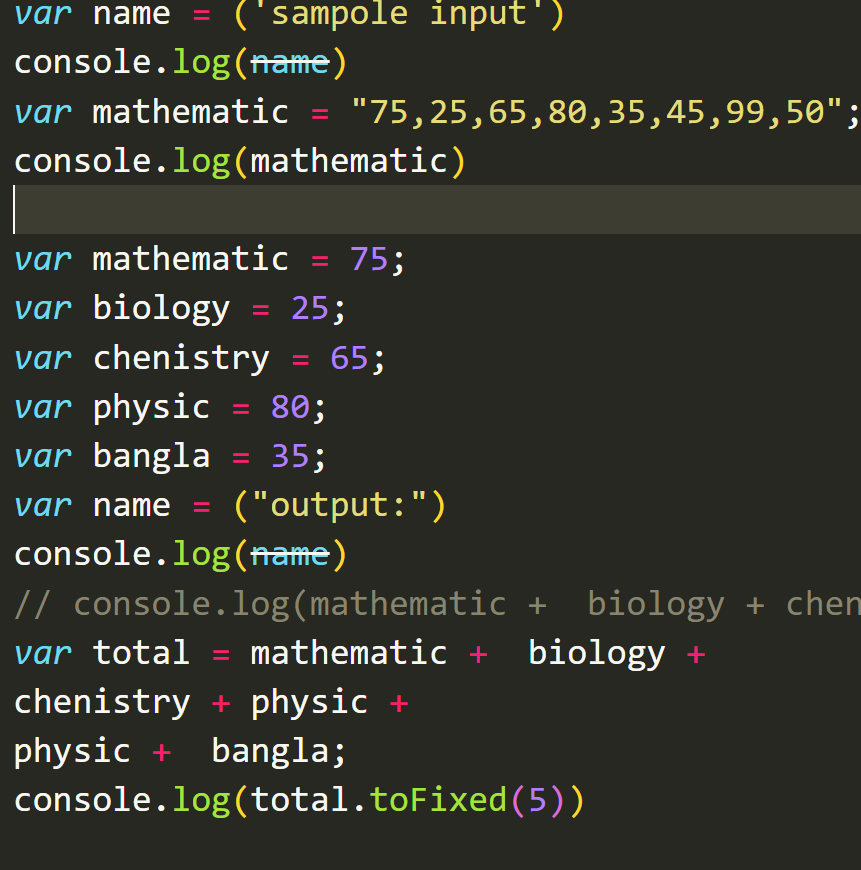 var name = ('sampole input')
console.log(name)
var mathematic = "75,25,65,80,35,45,99,50";
console.log(mathematic)
var mathematic = 75;
var biology = 25;
var chenistry = 65;
var physic = 80;
var bangla = 35;
var name = ("output:")
console.log(name)
// console.log(mathematic +  biology + chen
var total = mathematic +  biology +
chenistry + physic +
physic +  bangla;
console.log(total.toFixed(5))